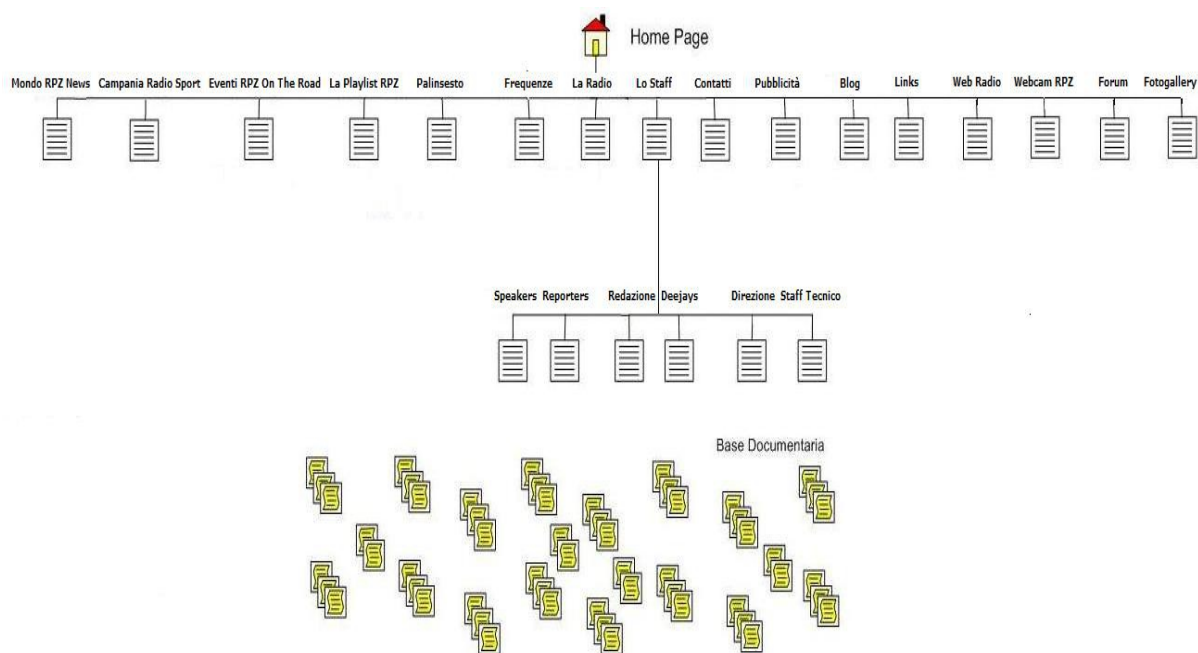 Home Page
Mondo RPZ News Campania Radio Sport Eventi RPZ On The Road La Playlist RPZ Palinsesto Frequenze La Radio Lo Staff Contatti Pubblicità Blog Links Web Radio Webcam RPZ Forum Fotogallery
Speakers Reporters Redazione Deejays Direzione Staff Tecnico
Base Documentaria